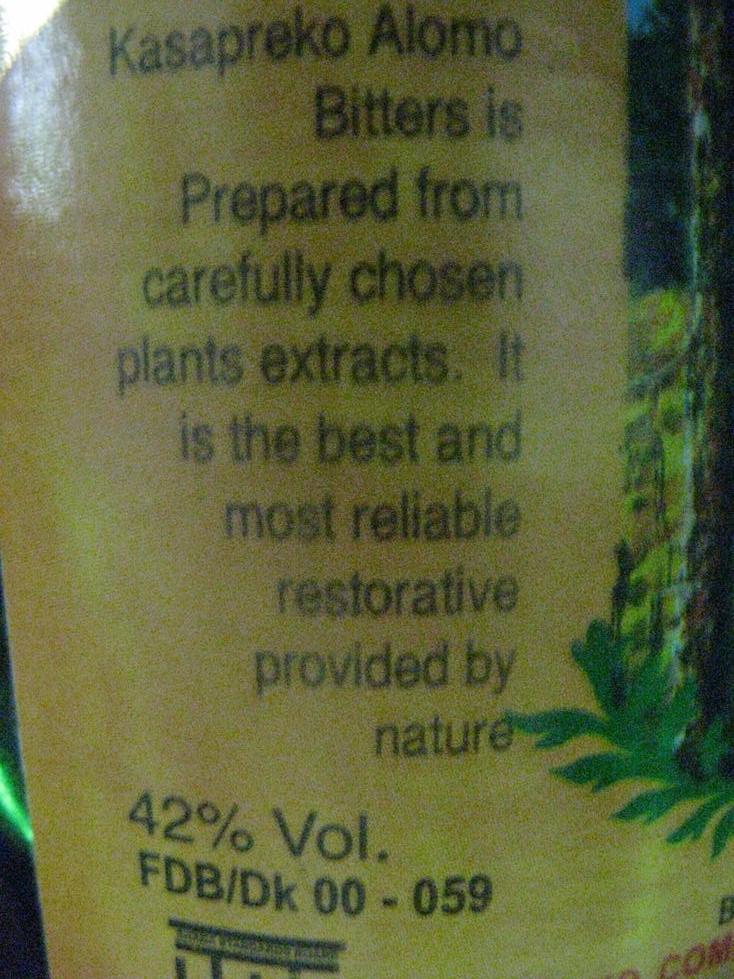 Kasapreko Alomo
Bitters is
Prepared from
carefully chosen
plants extracts. It
is the best and
most reliable
restorative
provided by
nature
42% Vol.
FDB/Dk 00 - 059